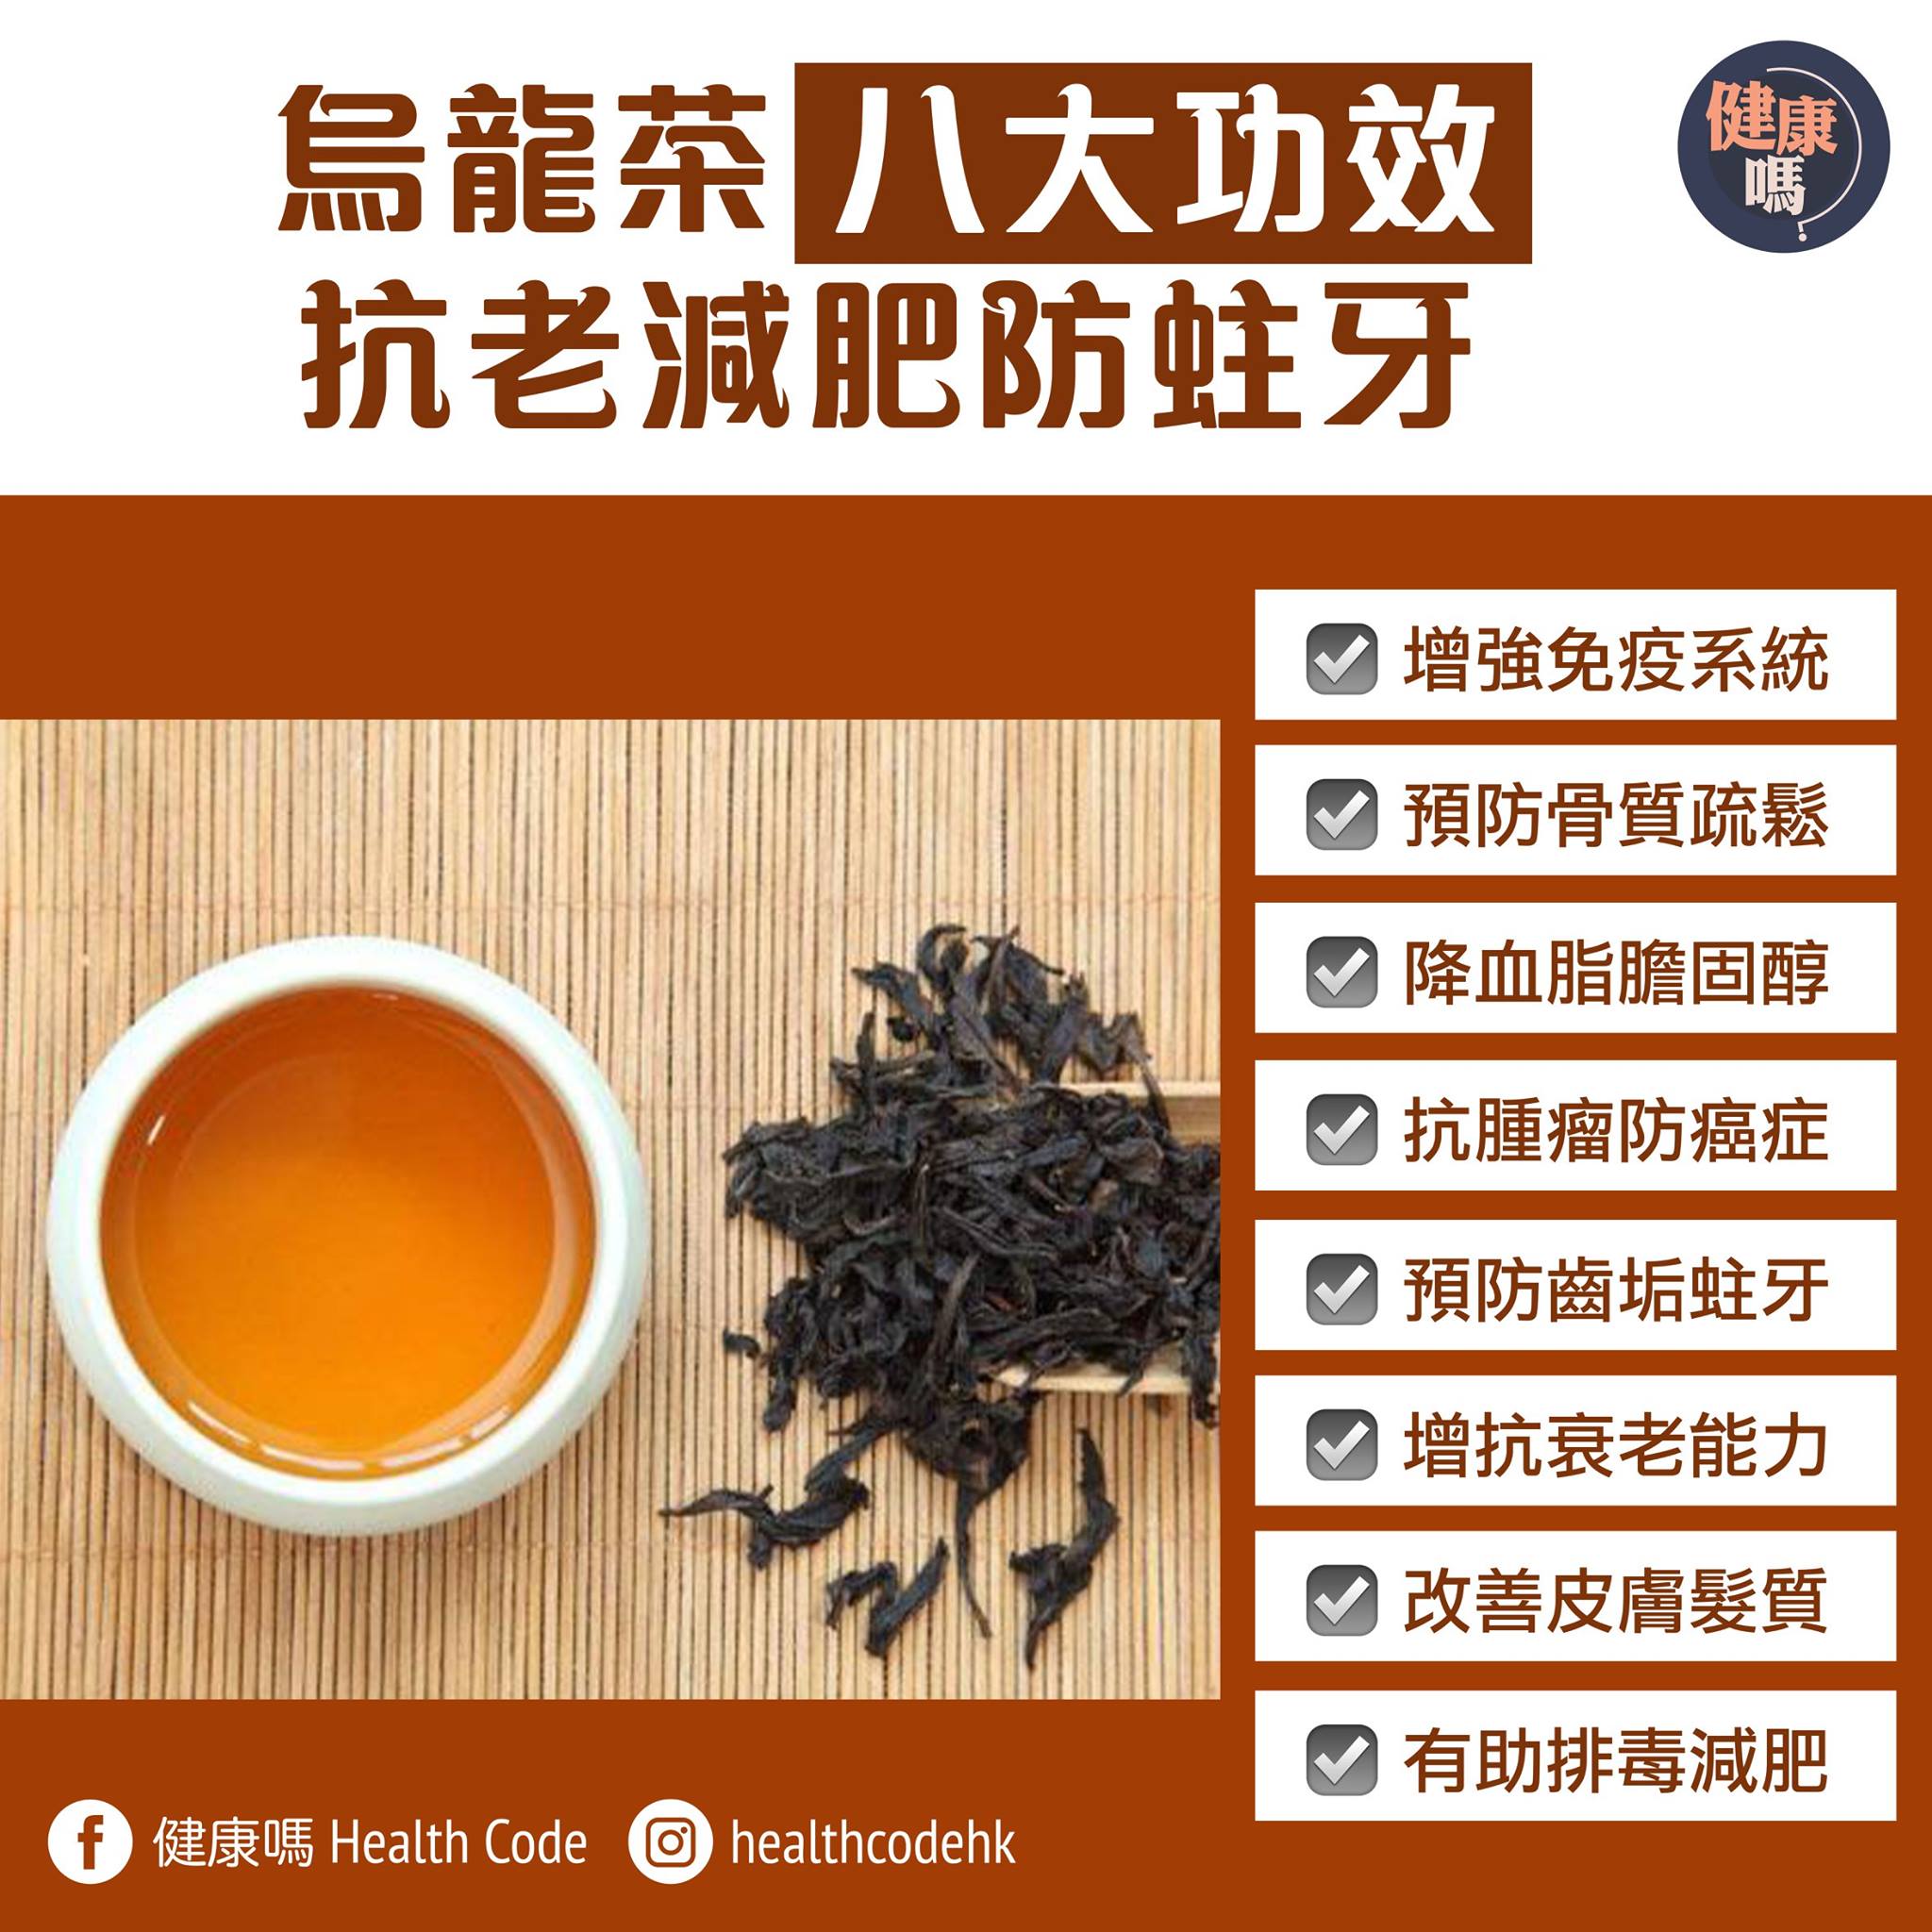 烏龍茶八大功效
抗老減肥防蛀牙
健康
嗎?
增強免疫系統
預防骨質疏鬆
降血脂膽固醇
抗腫瘤防癌症
預防齒垢蛀牙
增抗衰老能力
改善皮膚髮質
有助排毒減肥
健康嗎 Health Code
healthcodehk